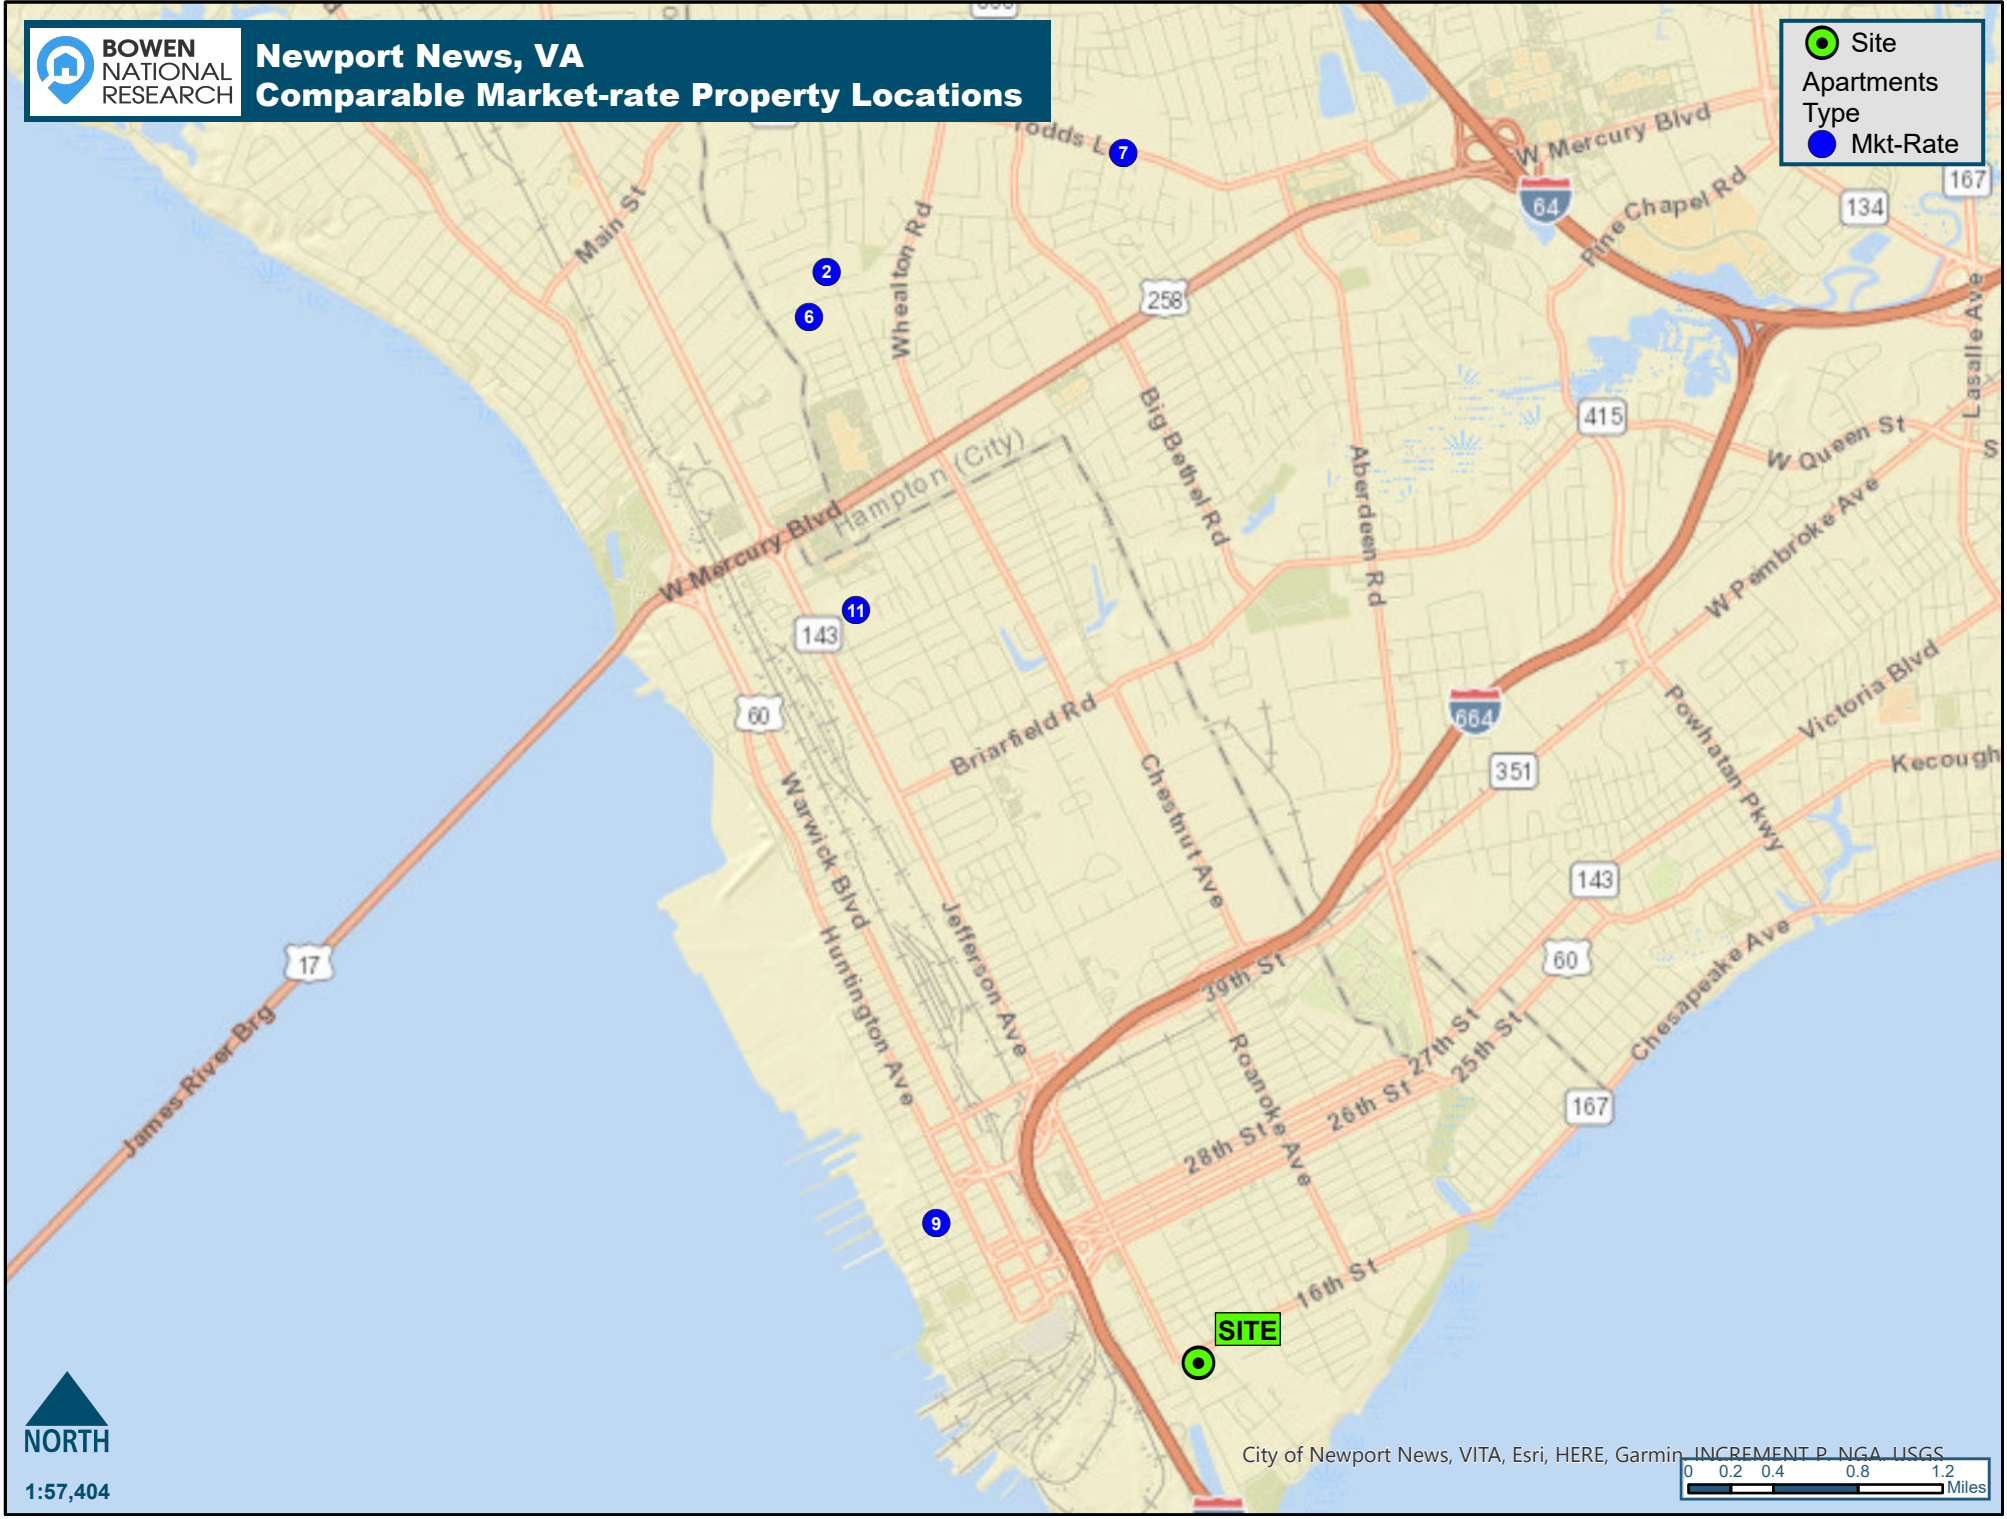 BOWEN
NATIONAL
RESEARCH
Newport News, VA
Comparable Market-rate Property Locations
Site
Apartments
Type
Mkt-Rate
Todds L
7
W Mercury Blvd
64
Pine Chapel Rd
134
167
Main St
Whealton Rd
2
6
258
Lasalle Ave
Big Bethel Rd
Aberdeen Rd
415
W Queen St
S
Hampton (City)
W Mercury Blvd
W Pembroke Ave
11
143
60
Briarfield Rd
664
351
Powhatan Pkwy
Victoria Blvd
Kecough
Warwick Blvd
Chestnut Ave
143
Jefferson Ave
Huntington Ave
17
39th St
60
Chesapeake Ave
James River Brg
Roanoke Ave
27th St
25th St
26th St
28th St
167
9
16th St
SITE
NORTH
1:57,404
City of Newport News, VITA, Esri, HERE, Garmin, INCREMENT P, NGA, USGS
0 0.2 0.4 0.8 1.2
Miles